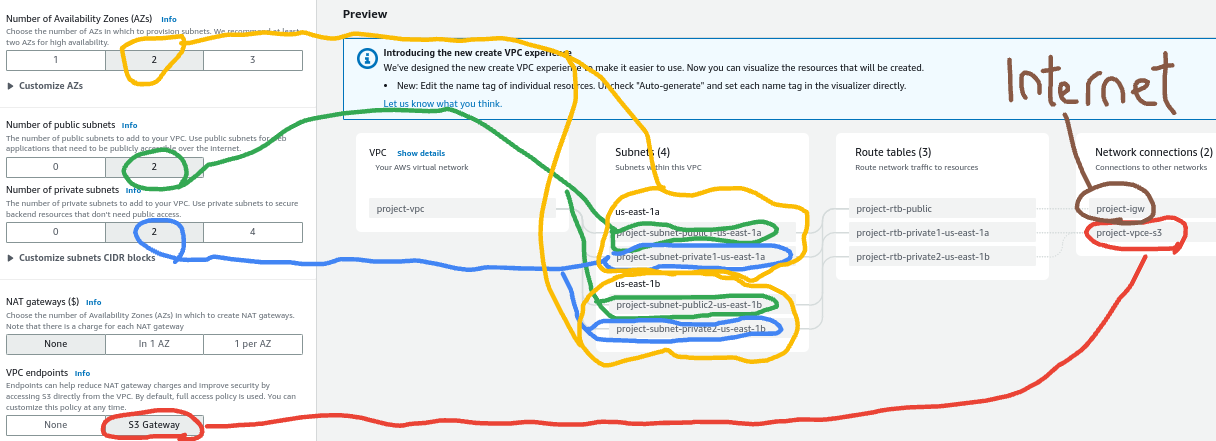 Number of Availability Zones (AZs) Info
Choose the number of AZs in which to provision subnets. We recommend at least
two AZs for high availability.
1 2 3
Customize AZs
Number of public subnets Info
The number of public subnets to add to your VPC. Use public subnets for web
applications that need to be publicly accessible over the internet.
0 2
Number of private subnets Info
The number of private subnets to add to your VPC. Use private subnets to secure
backend resources that don't need public access.
0 2 4
Customize subnets CIDR blocks
NAT gateways ($) Info
Choose the number of Availability Zones (AZs) in which to create NAT gateways.
Note that there is a charge for each NAT gateway
None In 1 AZ 1 per AZ
VPC endpoints Info
Endpoints can help reduce NAT gateway charges and improve security by
accessing S3 directly from the VPC. By default, full access policy is used. You can
customize this policy at any time.
None S3 Gateway
Preview
Introducing the new create VPC experience
We've designed the new create VPC experience to make it easier to use. Now you can visualize the resources that will be created.
• New: Edit the name tag of individual resources. Uncheck "Auto-generate" and set each name tag in the visualizer directly.
Let us know what you think.
Internet
VPC Show details
Your AWS virtual network
project-vpc
Subnets (4)
Subnets within this VPC
us-east-1a
project-subnet-public1-us-east-1a
project-subnet-private1-us-east-1a
us-east-1b
project-subnet-public2-us-east-1b
project-subnet-private2-us-east-1b
Route tables (3)
Route network traffic to resources
project-rtb-public
project-rtb-private1-us-east-1a
project-rtb-private2-us-east-1b
Network connections (2)
Connections to other networks
project-igw
project-vpce-s3